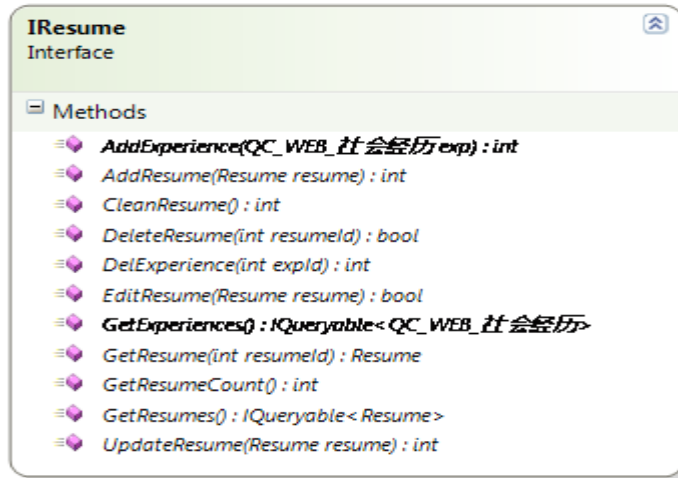 IResume
Interface
Methods
AddExperience(QC_WEB_社会经历 exp) : int
AddResume(Resume resume) : int
CleanResume() : int
DeleteResume(int resumeId) : bool
DelExperience(int expId) : int
EditResume(Resume resume) : bool
GetExperiences() : IQueryable<QC_WEB_社会经历>
GetResume(int resumeId) : Resume
GetResumeCount() : int
GetResumes() : IQueryable<Resume>
UpdateResume(Resume resume) : int